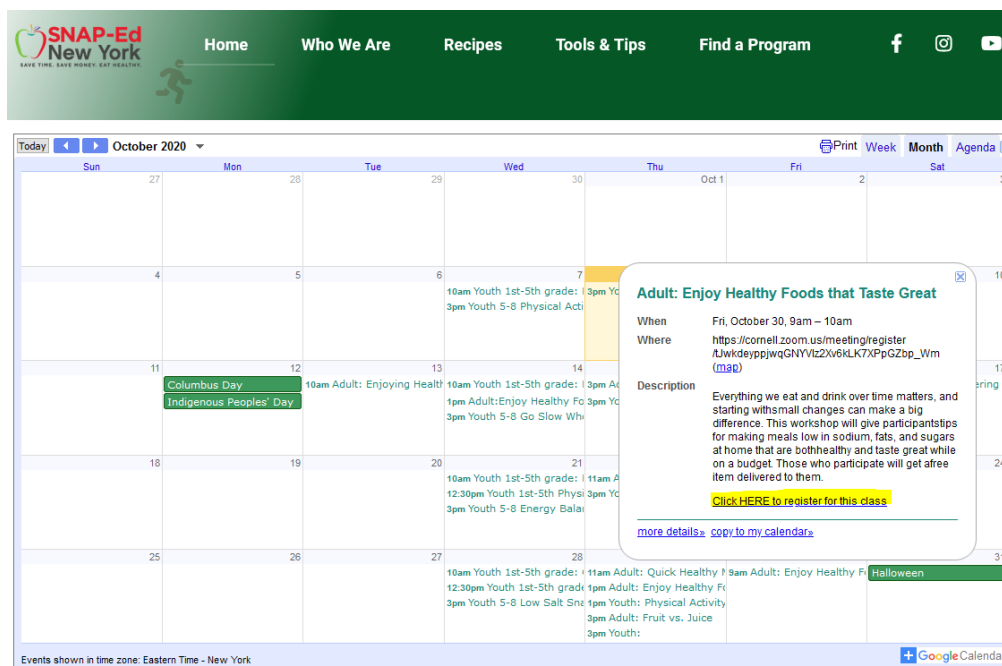 SNAP-Ed
New York
SAVE TIME. SAVE MONEY. EAT HEALTHY.
Home Who We Are Recipes Tools & Tips Find a Program
Today October 2020 Print Week Month Agenda
Sun Mon Tue Wed Thu Fri Sat
27 28 29 30 Oct 1 2
4 5 6 7 10
10am Youth 1st-5th grade: 3pm
3pm Youth 5-8 Physical Acti
Adult: Enjoy Healthy Foods that Taste Great
When Fri, October 30, 9am – 10am
Where https://cornell.zoom.us/meeting/register
/tJwkdeyppjwqGNYVIz2Xv6kLK7XPpGZbp_Wm
(map)
Description
Everything we eat and drink over time matters, and
starting withsmall changes can make a big
difference. This workshop will give participantstips
for making meals low in sodium, fats, and sugars
at home that are bothhealthy and taste great while
on a budget. Those who participate will get afree
item delivered to them.
Click HERE to register for this class
more details» copy to my calendar»
11 12 13 14 17
Columbus Day 10am Adult: Enjoying Health 10am Youth 1st-5th grade: 3pm
Indigenous Peoples' Day 1pm Adult:Enjoy Healthy Fo 3pm ering
3pm Youth 5-8 Go Slow Wh
18 19 20 21 24
10am Youth 1st-5th grade: 11am
12:30pm Youth 1st-5th Physi 3pm
3pm Youth 5-8 Energy Balar
25 26 27 28 31
10am Youth 1st-5th grade: 11am Adult: Quick Healthy 9am Adult: Enjoy Healthy F Halloween
12:30pm Youth 1st-5th grade 1pm Adult: Enjoy Healthy Fo
3pm Youth 5-8 Low Salt Sna 1pm Youth: Physical Activity
3pm Adult: Fruit vs. Juice
3pm Youth:
Events shown in time zone: Eastern Time - New York
+ Google Calenda